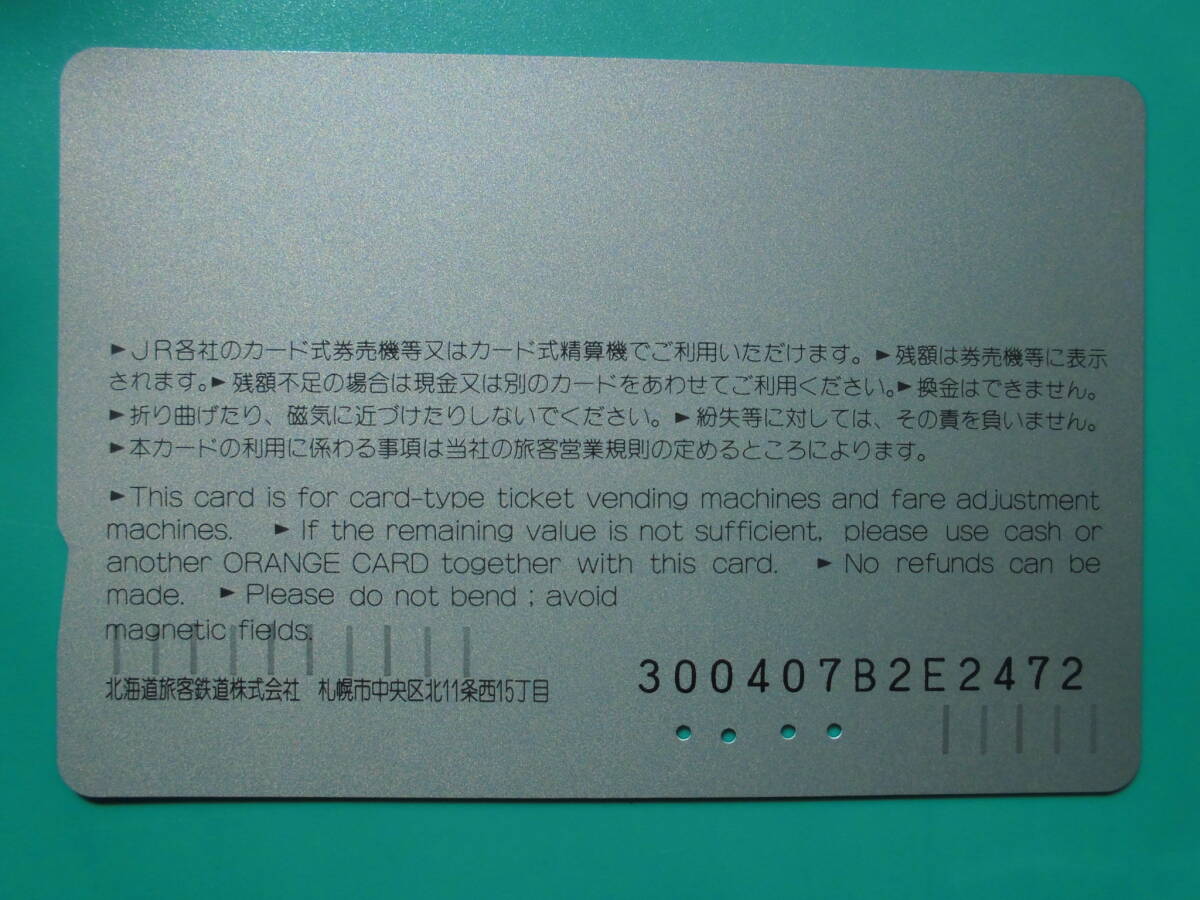 ►JR各社のカード式券売機等又はカード式精算機でご利用いただけます。►残額は券売機等に表示
されます。►残額不足の場合は現金又は別のカードをあわせてご利用ください。►換金はできません。
►折り曲げたり、磁気に近づけたりしないでください。►紛失等に対しては、その責を負いません。
►本カードの利用に係わる事項は当社の旅客営業規則の定めるところによります。
►This card is for card-type ticket vending machines and fare adjustment
machines. ►If the remaining value is not sufficient, please use cash or
another ORANGE CARD together with this card. ►No refunds can be
made. ►Please do not bend ; avoid
magnetic fields.
北海道旅客鉄道株式会社 札幌市中央区北11条西15丁目
300407B2E2472